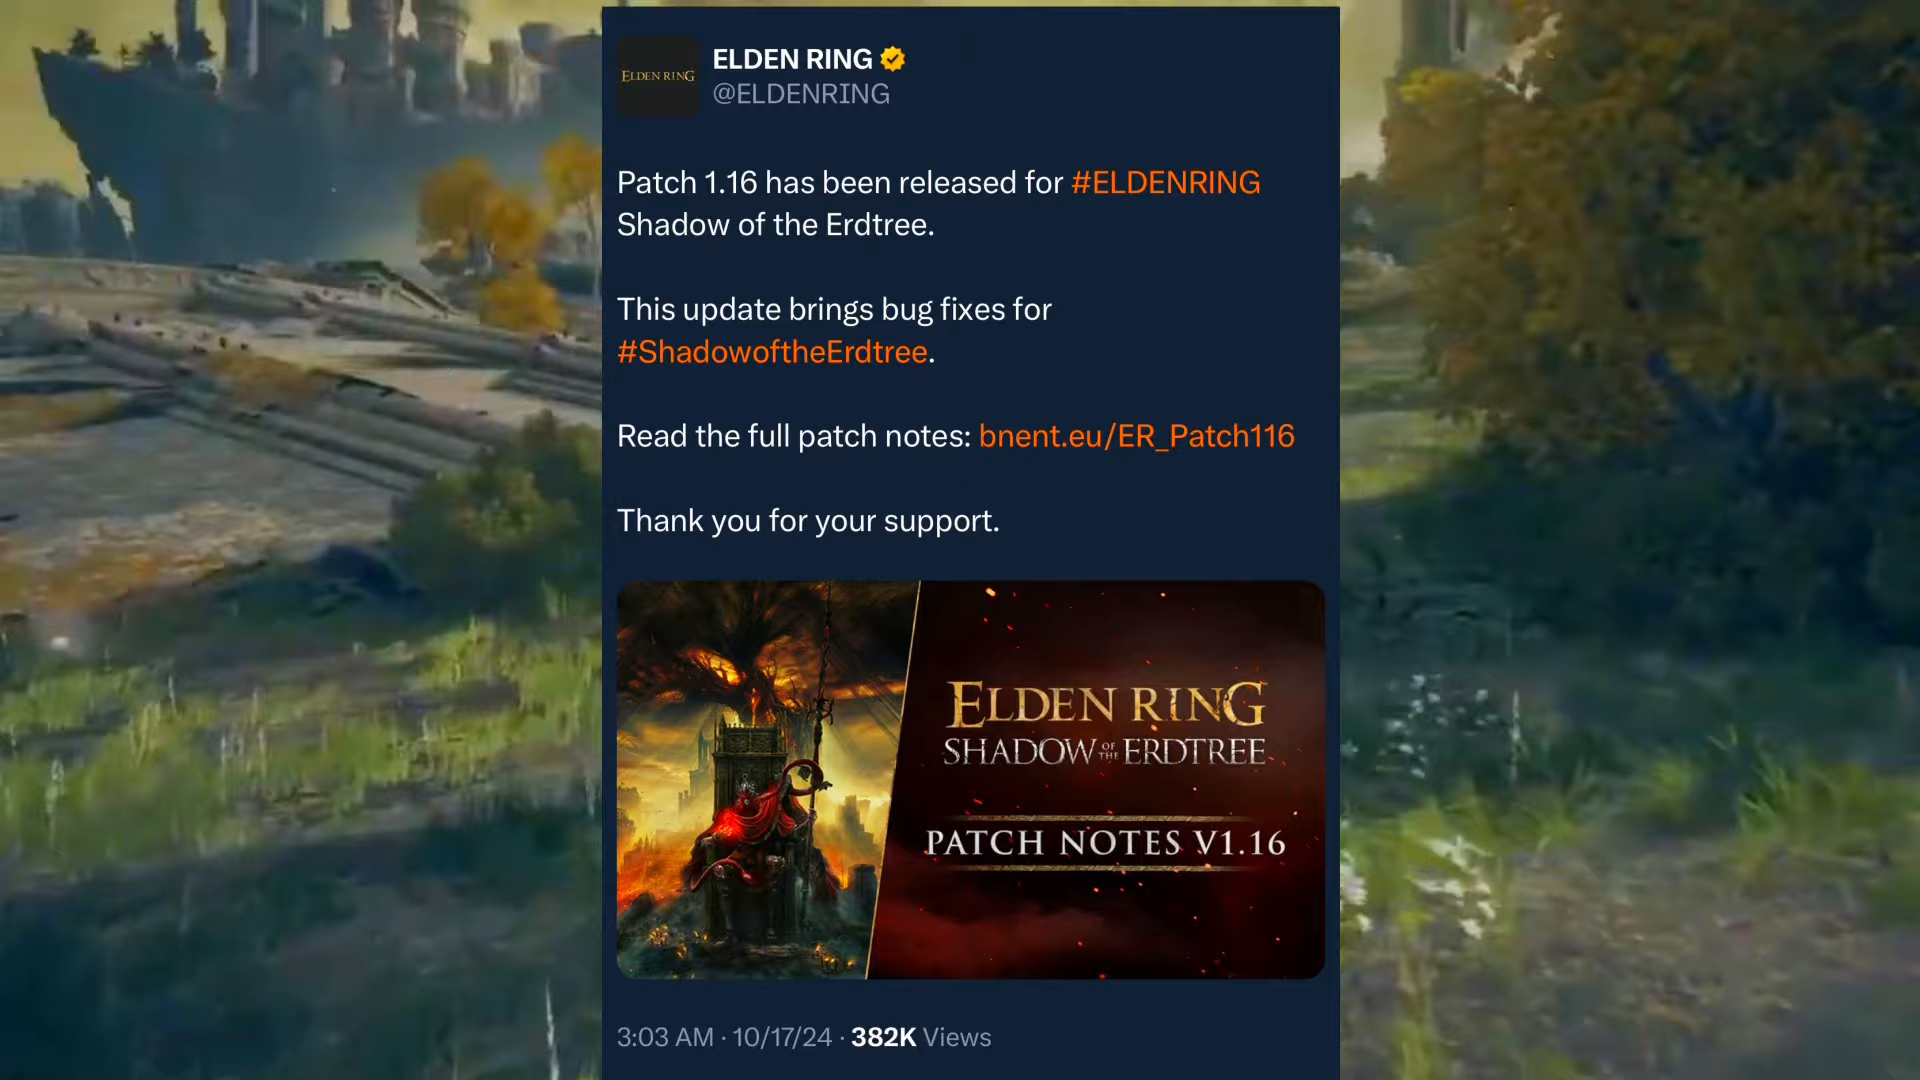 ELDEN RING
ELDEN RING
@ELDENRING
Patch 1.16 has been released for #ELDENRING
Shadow of the Erdtree.
This update brings bug fixes for
#ShadowoftheErdtree.
Read the full patch notes: bnent.eu/ER_Patch116
Thank you for your support.
ELDEN RING
SHADOW OF THE ERDTREE
PATCH NOTES V1.16
3:03 AM · 10/17/24 · 382K Views